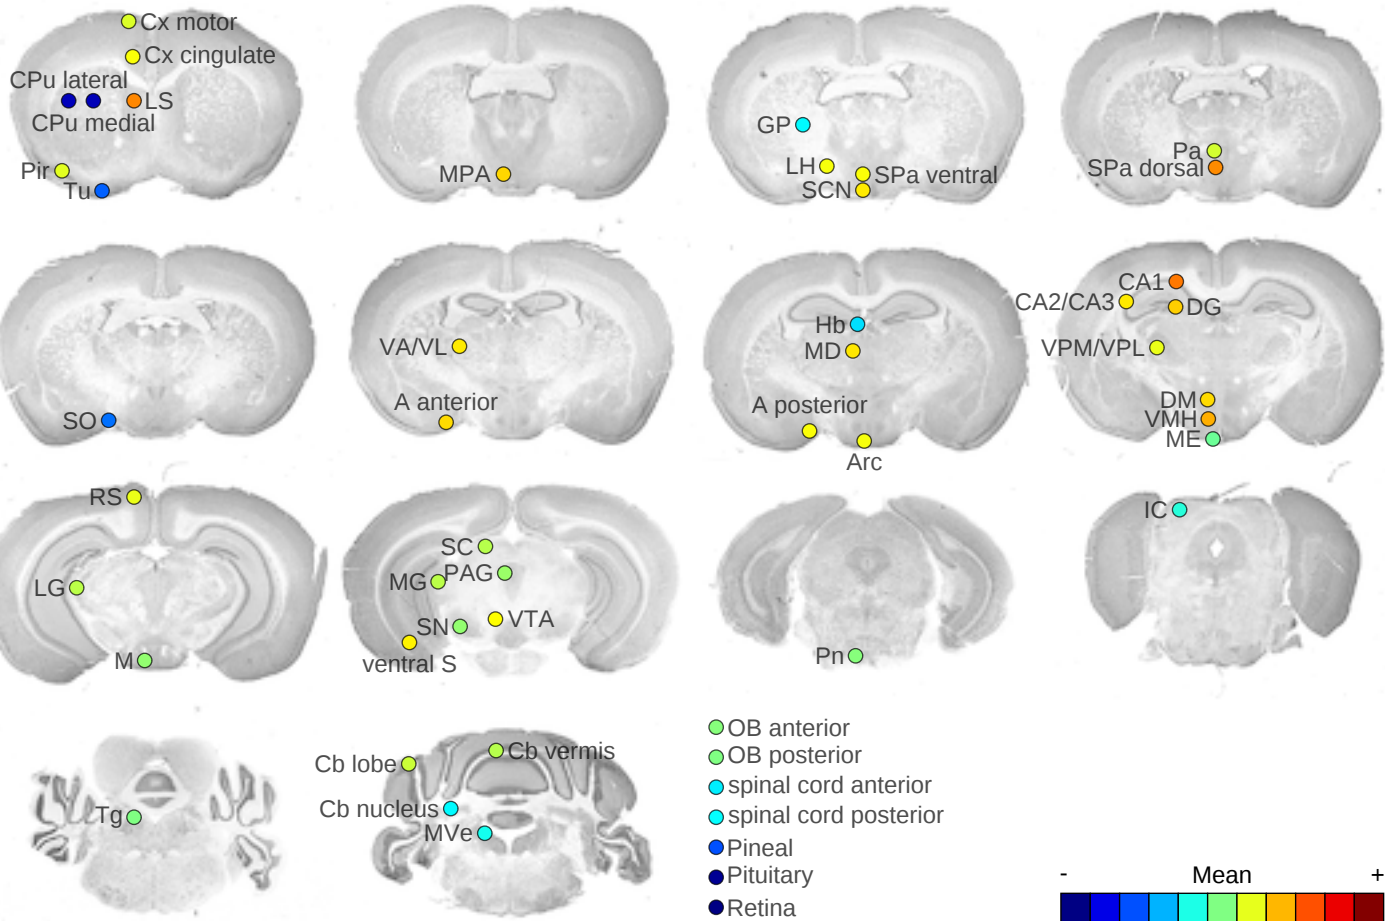 Cx motor
Cx cingulate
CPu lateral
LS
CPu medial
Pir
Tu
MPA
GP
LH
SPa ventral
SCN
Pa
SPa dorsal
SO
VA/VL
A anterior
Hb
MD
A posterior
Arc
CA1
CA2/CA3
DG
VPM/VPL
DM
VMH
ME
RS
LG
M
SC
PAG
MG
VTA
SN
ventral S
Pn
IC
Tg
Cb vermis
Cb lobe
Cb nucleus
MVe
OB anterior
OB posterior
spinal cord anterior
spinal cord posterior
Pineal
Pituitary
Retina
- Mean +